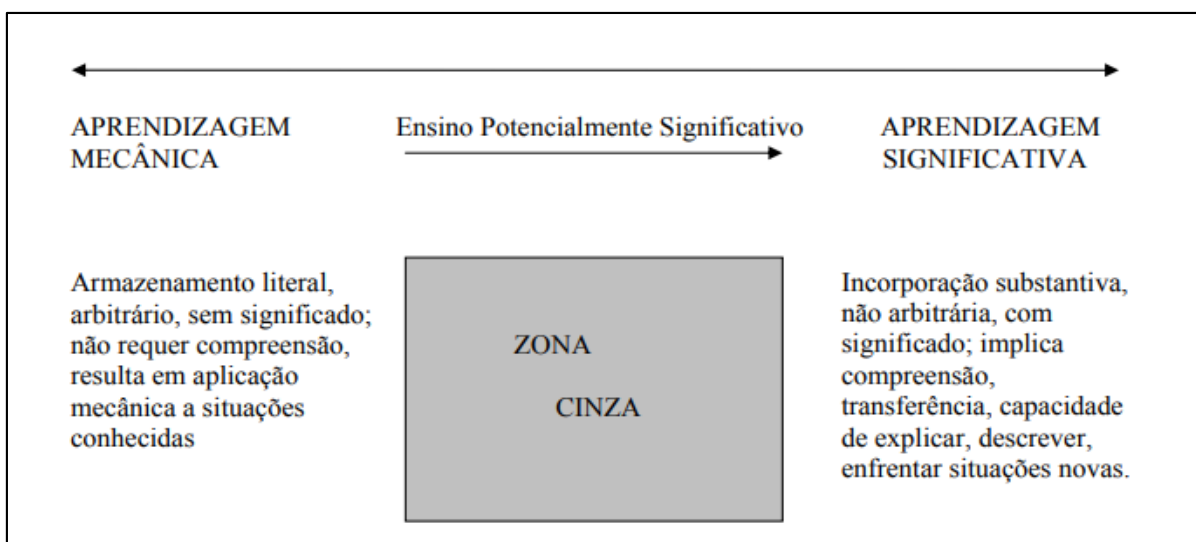 APRENDIZAGEM
MECÂNICA
Ensino Potencialmente Significativo
APRENDIZAGEM
SIGNIFICATIVA
Armazenamento literal,
arbitrário, sem significado;
não requer compreensão,
resulta em aplicação
mecânica a situações
conhecidas
ZONA
CINZA
Incorporação substantiva,
não arbitrária, com
significado; implica
compreensão,
transferência, capacidade
de explicar, descrever,
enfrentar situações novas.